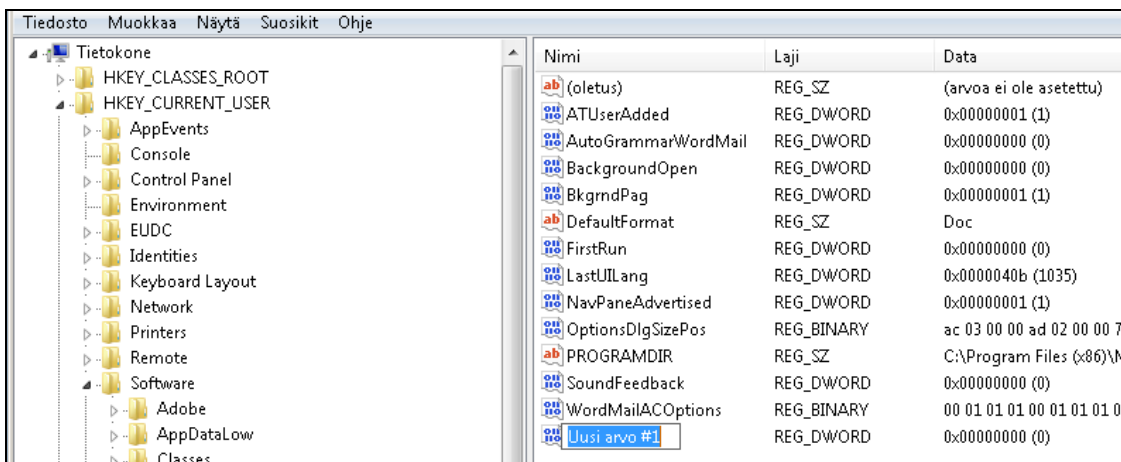 Tiedosto Muokkaa Näytä Suosikit Ohje
Tietokone
HKEY_CLASSES_ROOT
HKEY_CURRENT_USER
AppEvents
Console
Control Panel
Environment
EUDC
Identities
Keyboard Layout
Network
Printers
Remote
Software
Adobe
AppDataLow
Classes
Nimi Laji Data
(oletus) REG_SZ (arvoa ei ole asetettu)
ATUserAdded REG_DWORD 0x00000001 (1)
AutoGrammarWordMail REG_DWORD 0x00000000 (0)
BackgroundOpen REG_DWORD 0x00000000 (0)
BkgrndPag REG_DWORD 0x00000001 (1)
DefaultFormat REG_SZ Doc
FirstRun REG_DWORD 0x00000000 (0)
LastUILang REG_DWORD 0x0000040b (1035)
NavPaneAdvertised REG_DWORD 0x00000001 (1)
OptionsDlgSizePos REG_BINARY ac 03 00 00 ad 02 00 00 7
PROGRAMDIR REG_SZ C:\Program Files (x86)\
SoundFeedback REG_DWORD 0x00000000 (0)
WordMailACOptions REG_BINARY 00 01 01 01 00 01 01 01 0
Uusi arvo #1 REG_DWORD 0x00000000 (0)